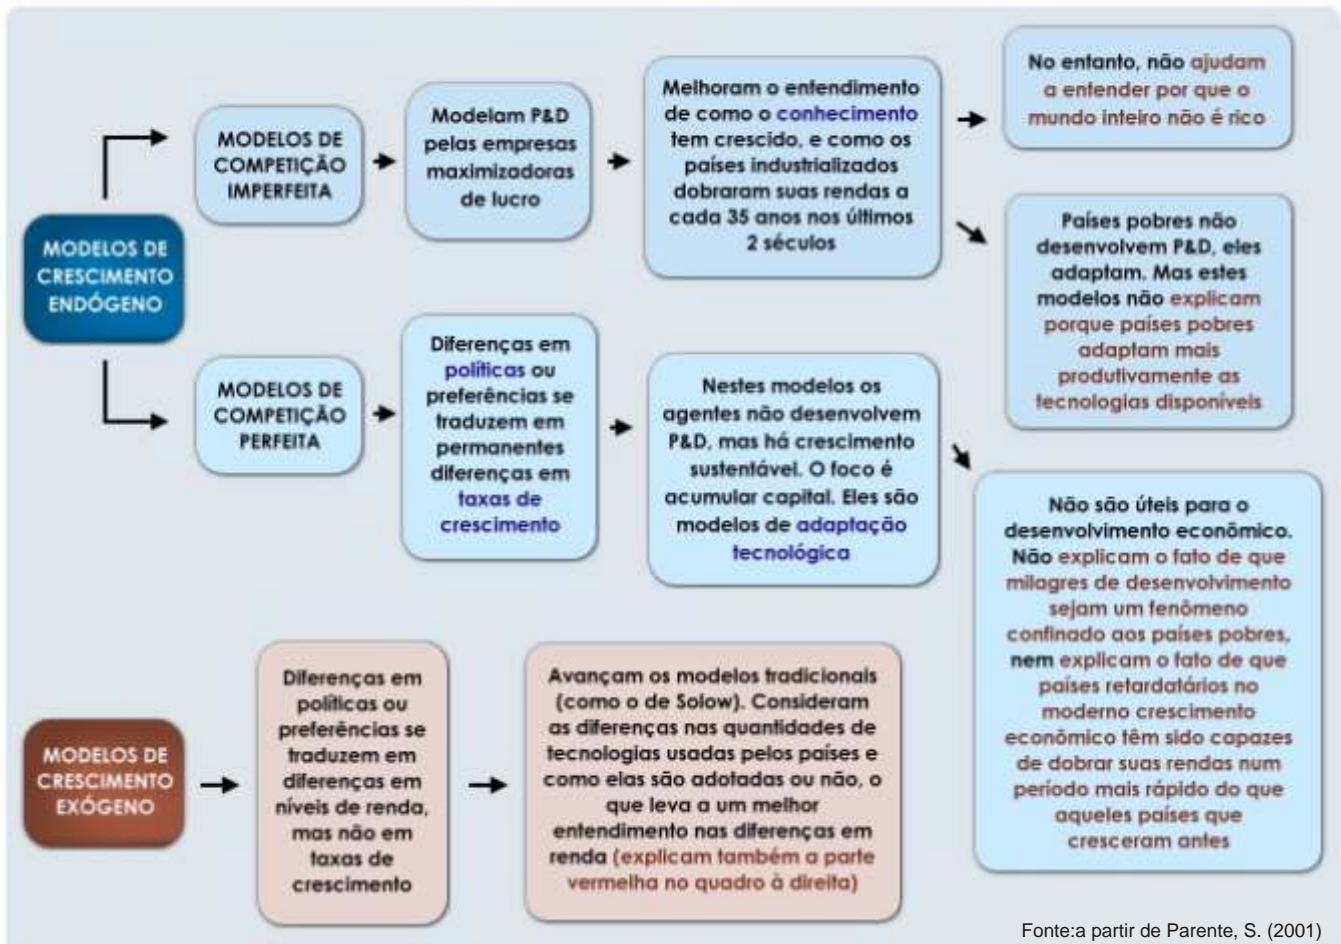 MODELOS DE
CRESCIMENTO
ENDÓGENO
MODELOS DE
COMPETIÇÃO
IMPERFEITA
Modelam P&D
pelas empresas
maximizadoras
de lucro
Melhoram o entendimento
de como o conhecimento
tem crescido, e como os
países industrializados
dobraram suas rendas a
cada 35 anos nos últimos
2 séculos
No entanto, não ajudam
a entender por que o
mundo inteiro não é rico
Países pobres não
desenvolvem P&D, eles
adaptam. Mas estes
modelos não explicam
porque países pobres
adaptam mais
produtivamente as
tecnologias disponíveis
MODELOS DE
COMPETIÇÃO
PERFEITA
Diferenças em
políticas ou
preferências se
traduzem em
permanentes
diferenças em
taxas de
crescimento
Nestes modelos os
agentes não desenvolvem
P&D, mas há crescimento
sustentável. O foco é
acumular capital. Eles são
modelos de adaptação
tecnológica
Não são úteis para o
desenvolvimento econômico.
Não explicam o fato de que
milagres de desenvolvimento
sejam um fenômeno
confinado aos países pobres,
nem explicam o fato de que
países retardatários no
moderno crescimento
econômico têm sido capazes
de dobrar suas rendas num
período mais rápido do que
aqueles países que
cresceram antes
MODELOS DE
CRESCIMENTO
EXÓGENO
Diferenças em
políticas ou
preferências se
traduzem em
diferenças em
níveis de renda,
mas não em
taxas de
crescimento
Avançam os modelos tradicionais
(como o de Solow). Consideram
as diferenças nas quantidades de
tecnologias usadas pelos países e
como elas são adotadas ou não, o
que leva a um melhor
entendimento nas diferenças em
renda (explicam também a parte
vermelha no quadro à direita)
Fonte:a partir de Parente, S. (2001)